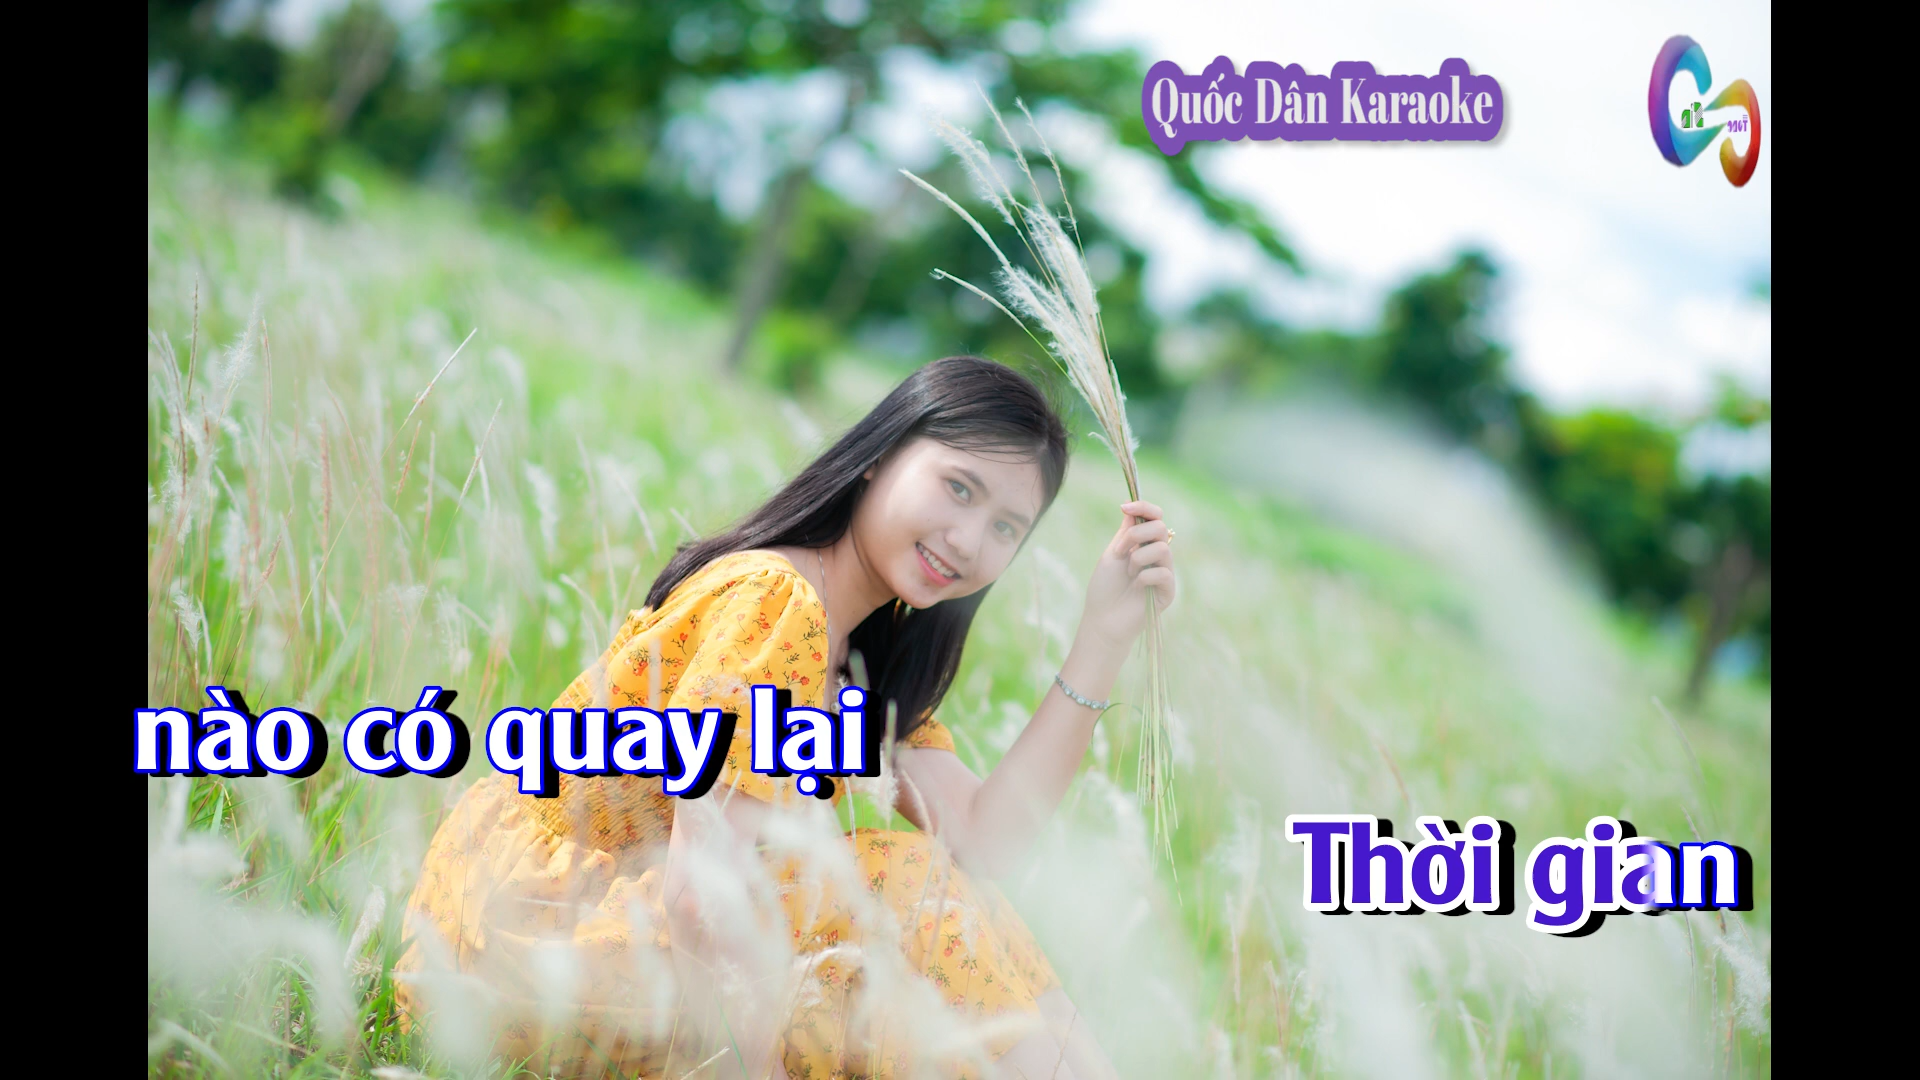 Quốc Dân Karaoke
nào có quay lại
Thời gian